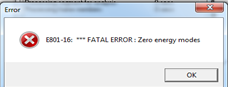 Error
E801-16: *** FATAL ERROR : Zero energy modes
OK